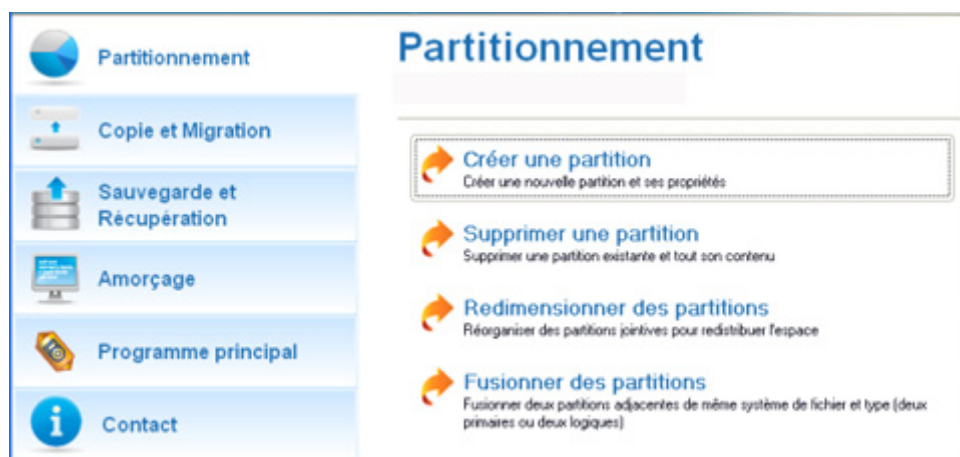 Partitionnement
Copie et Migration
Sauvegarde et
Récupération
Amorçage
Programme principal
Contact
Partitionnement
Créer une partition
Créer une nouvelle partition et ses propriétés
Supprimer une partition
Supprimer une partition existante et tout son contenu
Redimensionner des partitions
Réorganiser des partitions jointives pour redistribuer l'espace
Fusionner des partitions
Fusionner deux partitions adjacentes de même système de fichier et type (deux
primaires ou deux logiques)